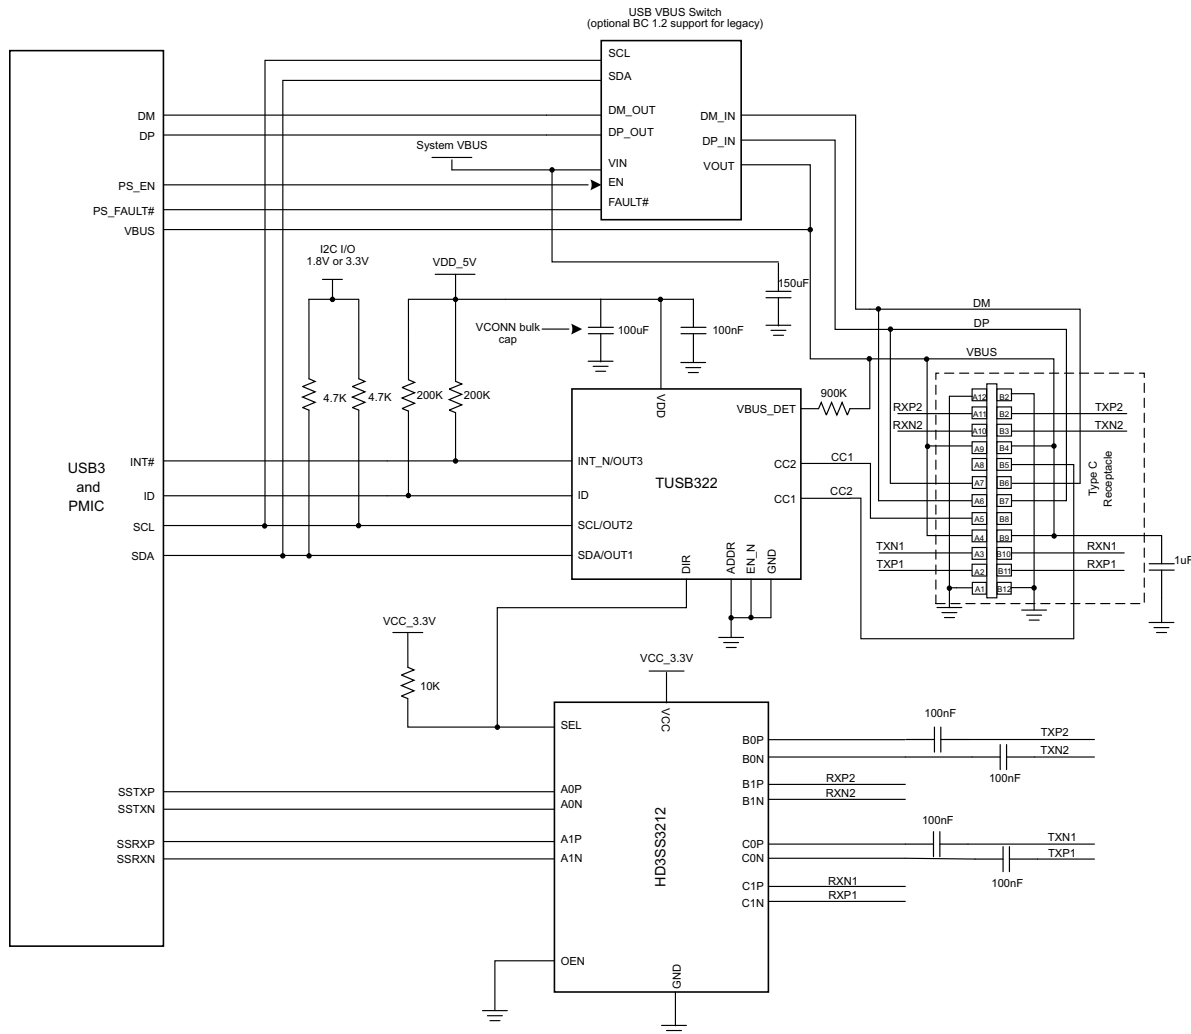 USB VBUS Switch
(optional BC 1.2 support for legacy)
SCL
SDA
DM
DM_OUT
DM_IN
DP
DP_OUT
DP_IN
System VBUS
VIN
VOUT
PS_EN
EN
PS_FAULT#
FAULT#
VBUS
I2C I/O
1.8V or 3.3V
VDD_5V
150uF
DM
DP
VBUS
VCONN bulk
cap
100uF
100nF
4.7K
4.7K
200K
200K
VDD
VBUS_DET
900K
A12
B2
RXP2
A11
B2
TXP2
RXN2
A10
B3
TXN2
A9
B4
A8
B5
A7
B6
A6
B7
A5
B8
A4
B9
TXN1
A3
B10
RXN1
TXP1
A2
B11
RXP1
A1
B12
Type C
Receptacle
1uF
USB3
and
PMIC
INT#
INT_N/OUT3
TUSB322
CC2
CC1
CC1
CC2
ID
ID
SCL
SCL/OUT2
SDA
SDA/OUT1
DIR
ADDR
EN_N
GND
VCC_3.3V
10K
VCC_3.3V
VCC
SEL
100nF
B0P
TXP2
B0N
TXN2
100nF
SSTXP
A0P
B1P
RXP2
SSTXN
A0N
B1N
RXN2
100nF
SSRXP
A1P
C0P
TXN1
SSRXN
A1N
C0N
TXP1
100nF
HD3SS3212
C1P
RXN1
C1N
RXP1
OEN
GND